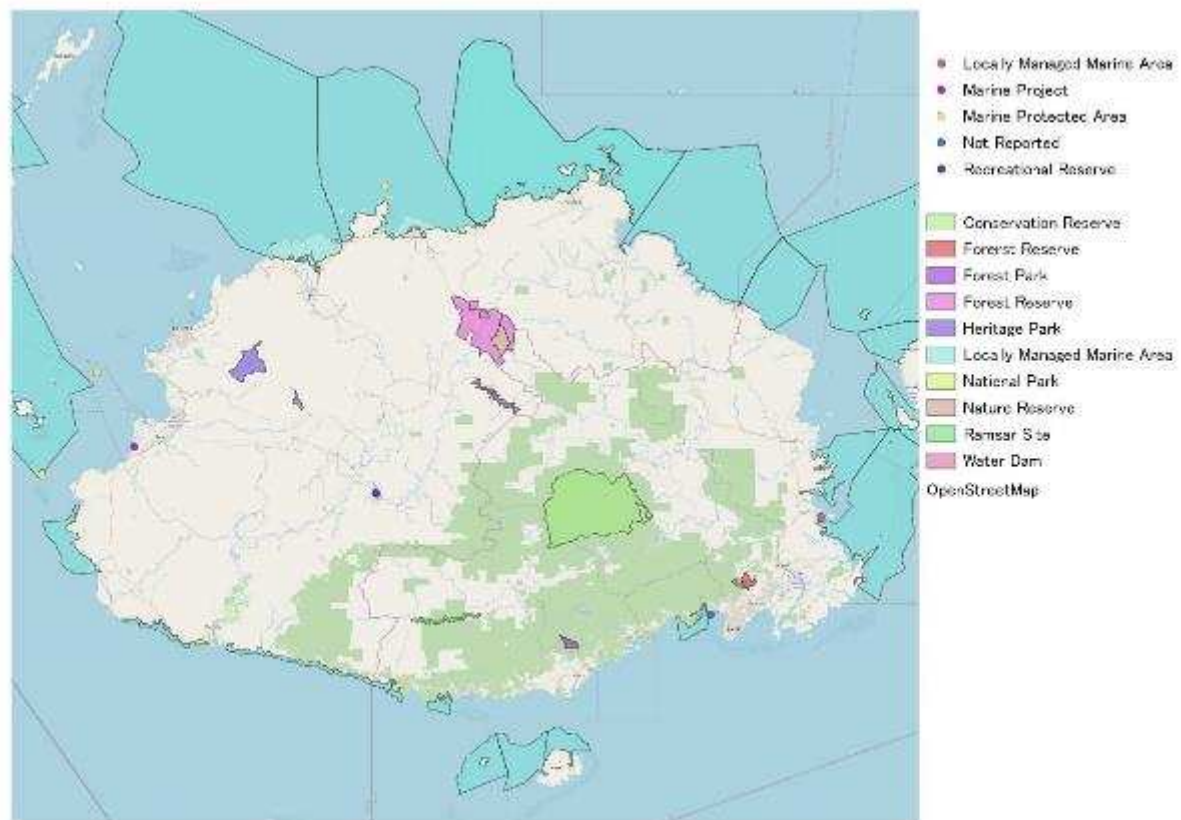 Locally Managed Marine Area
Marine Project
Marine Protected Area
Not Reported
Recreational Reserve
Conservation Reserve
Forerst Reserve
Forest Park
Forest Reserve
Heritage Park
Locally Managed Marine Area
National Park
Nature Reserve
Ramsar Site
Water Dam
OpenStreetMap